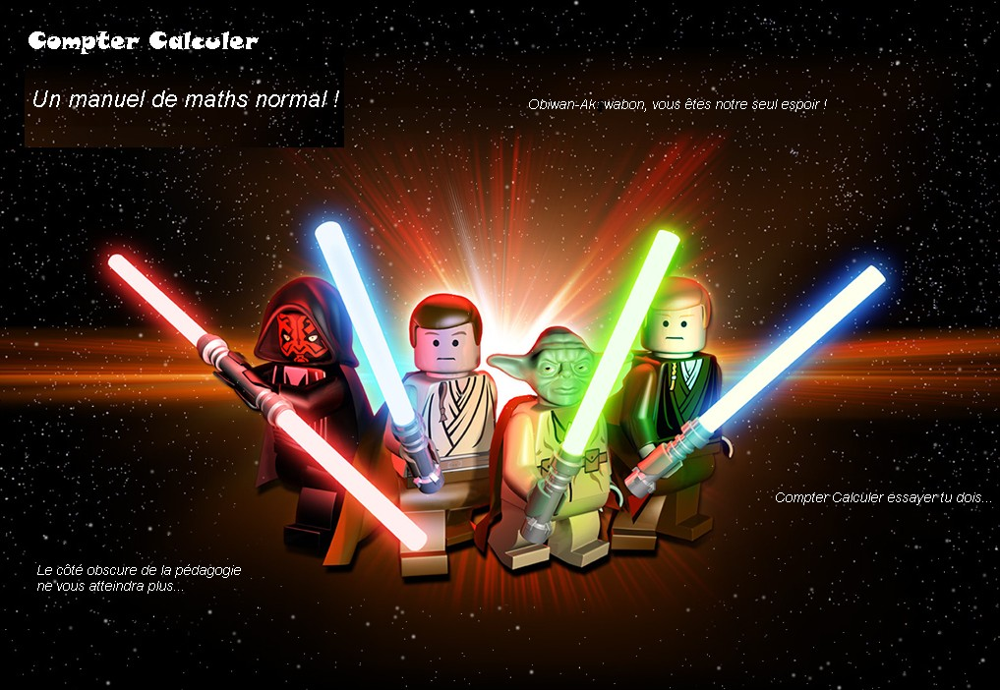 Compter Calculer
Un manuel de maths normal !
Obiwan-Ak wabon, vous êtes notre seul espoir !
Compter Calculer essayer tu dois...
Le côté obscure de la pédagogie
ne vous atteindra plus...